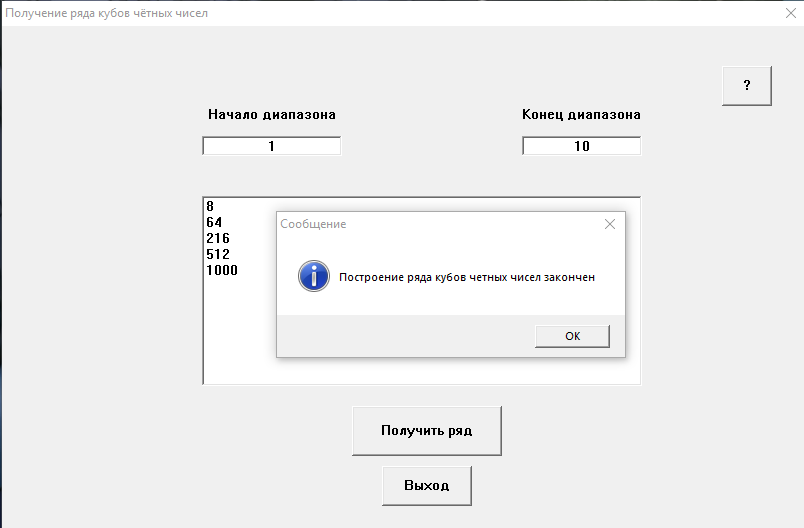 Получение ряда кубов чётных чисел
?
Начало диапазона
Конец диапазона
1
10
8
64
216
512
1000
Сообщение
Построение ряда кубов четных чисел закончен
OK
Получить ряд
Выход